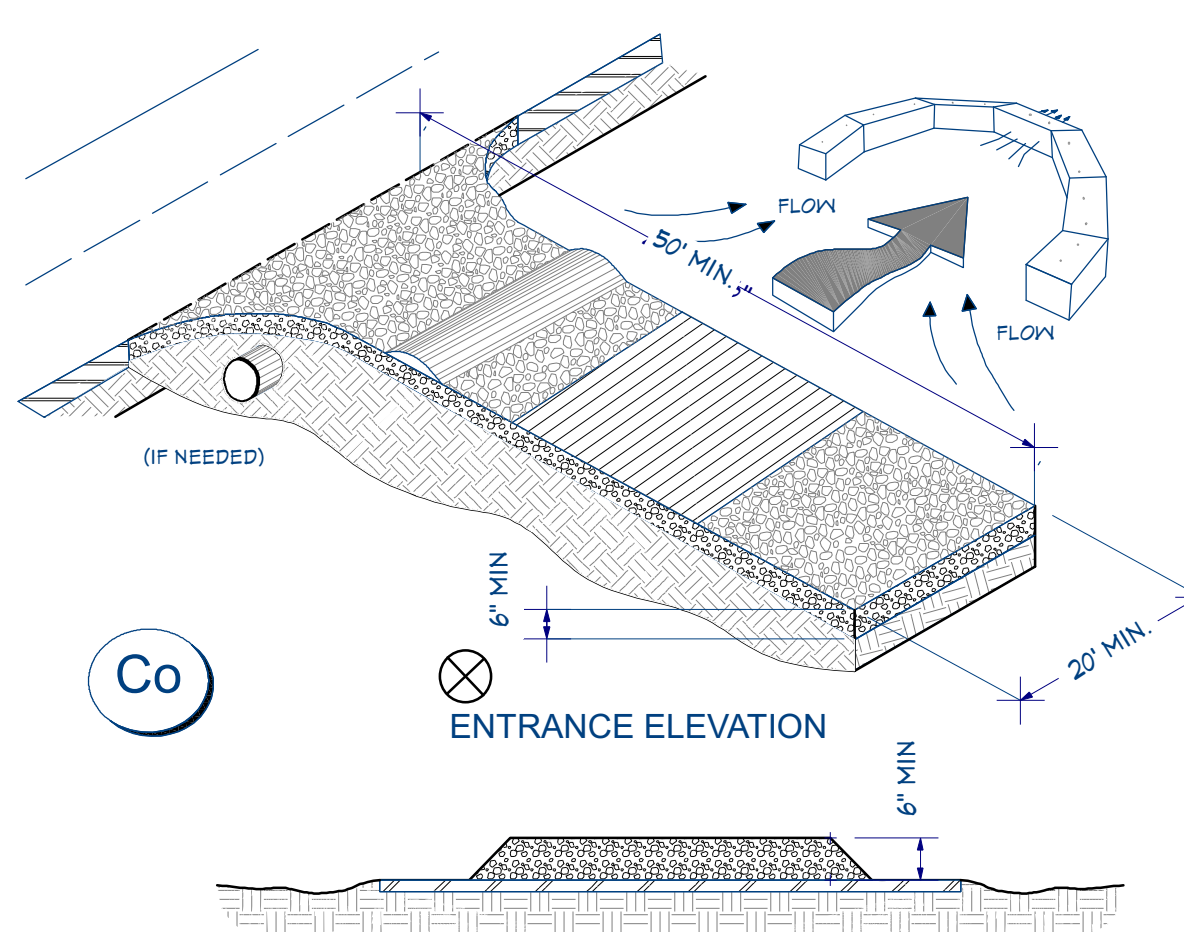 FLOW
50' MIN.
FLOW
(IF NEEDED)
6" MIN
20' MIN.
Co
ENTRANCE ELEVATION
6" MIN